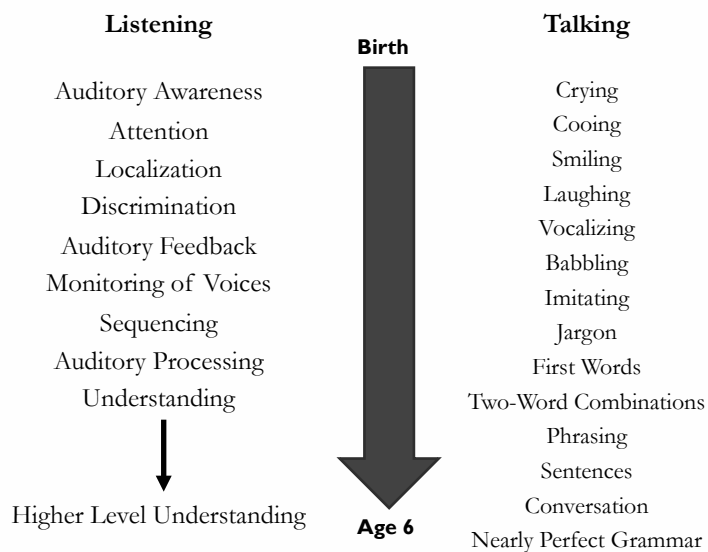 Listening
Auditory Awareness
Attention
Localization
Discrimination
Auditory Feedback
Monitoring of Voices
Sequencing
Auditory Processing
Understanding
Higher Level Understanding
Birth
Age 6
Talking
Crying
Cooing
Smiling
Laughing
Vocalizing
Babbling
Imitating
Jargon
First Words
Two-Word Combinations
Phrasing
Sentences
Conversation
Nearly Perfect Grammar